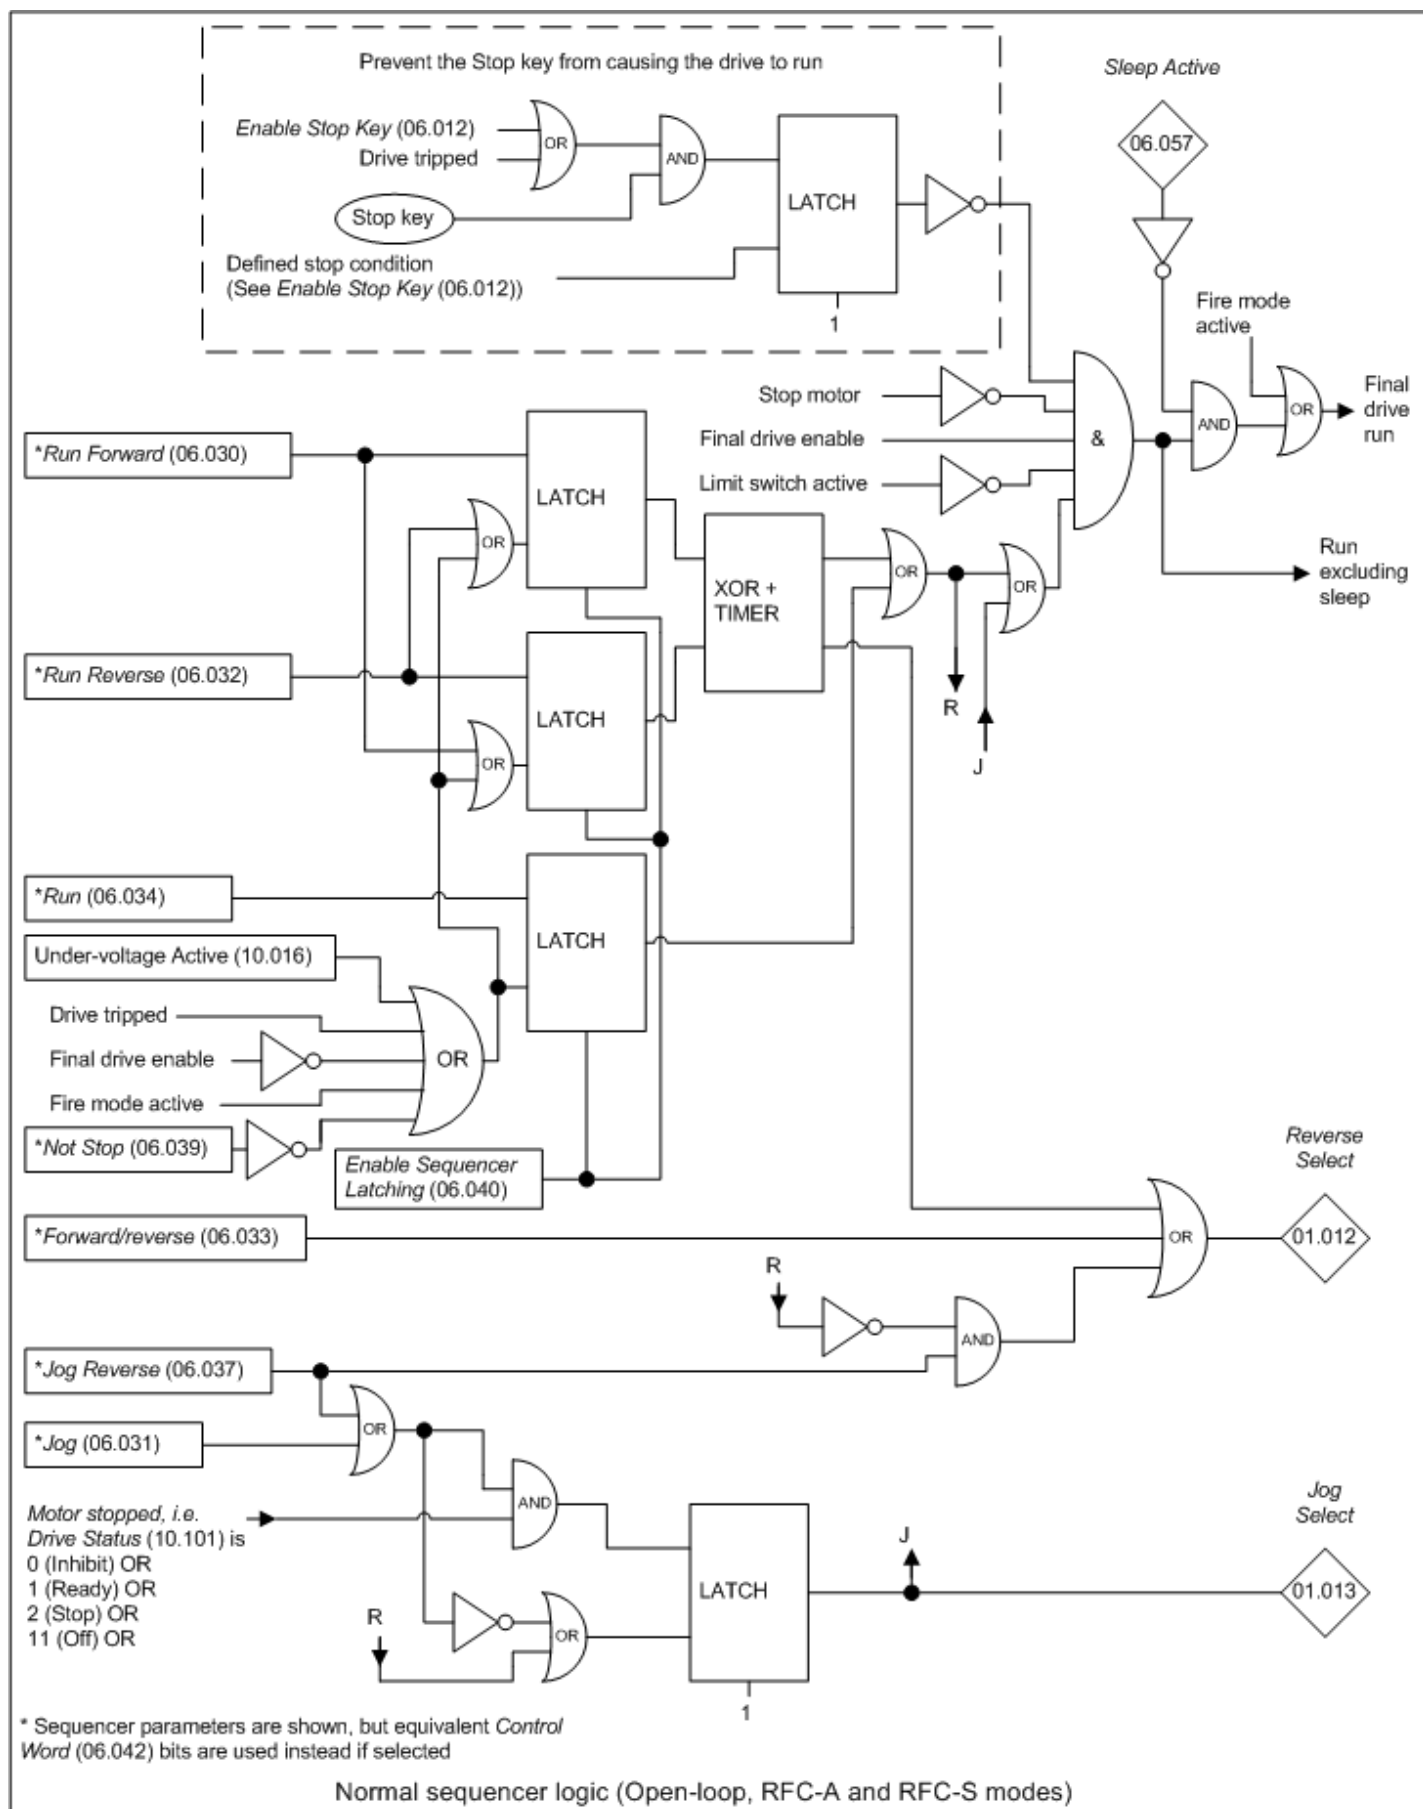 Prevent the Stop key from causing the drive to run
Sleep Active
Enable Stop Key (06.012)
Drive tripped
OR
AND
Stop key
LATCH
06.057
Defined stop condition
(See Enable Stop Key (06.012))
1
Fire mode
active
Stop motor
Final drive enable
Limit switch active
&
AND
OR
Final
drive
run
*Run Forward (06.030)
LATCH
OR
XOR +
TIMER
OR
OR
Run
excluding
sleep
*Run Reverse (06.032)
LATCH
OR
R
J
*Run (06.034)
LATCH
Under-voltage Active (10.016)
Drive tripped
Final drive enable
OR
Fire mode active
*Not Stop (06.039)
Enable Sequencer
Latching (06.040)
Reverse
Select
*Forward/reverse (06.033)
OR
01.012
R
AND
*Jog Reverse (06.037)
OR
*Jog (06.031)
AND
Motor stopped, i.e.
Drive Status (10.101) is
0 (Inhibit) OR
1 (Ready) OR
2 (Stop) OR
11 (Off) OR
Jog
Select
J
LATCH
01.013
R
OR
1
* Sequencer parameters are shown, but equivalent Control
Word (06.042) bits are used instead if selected
Normal sequencer logic (Open-loop, RFC-A and RFC-S modes)